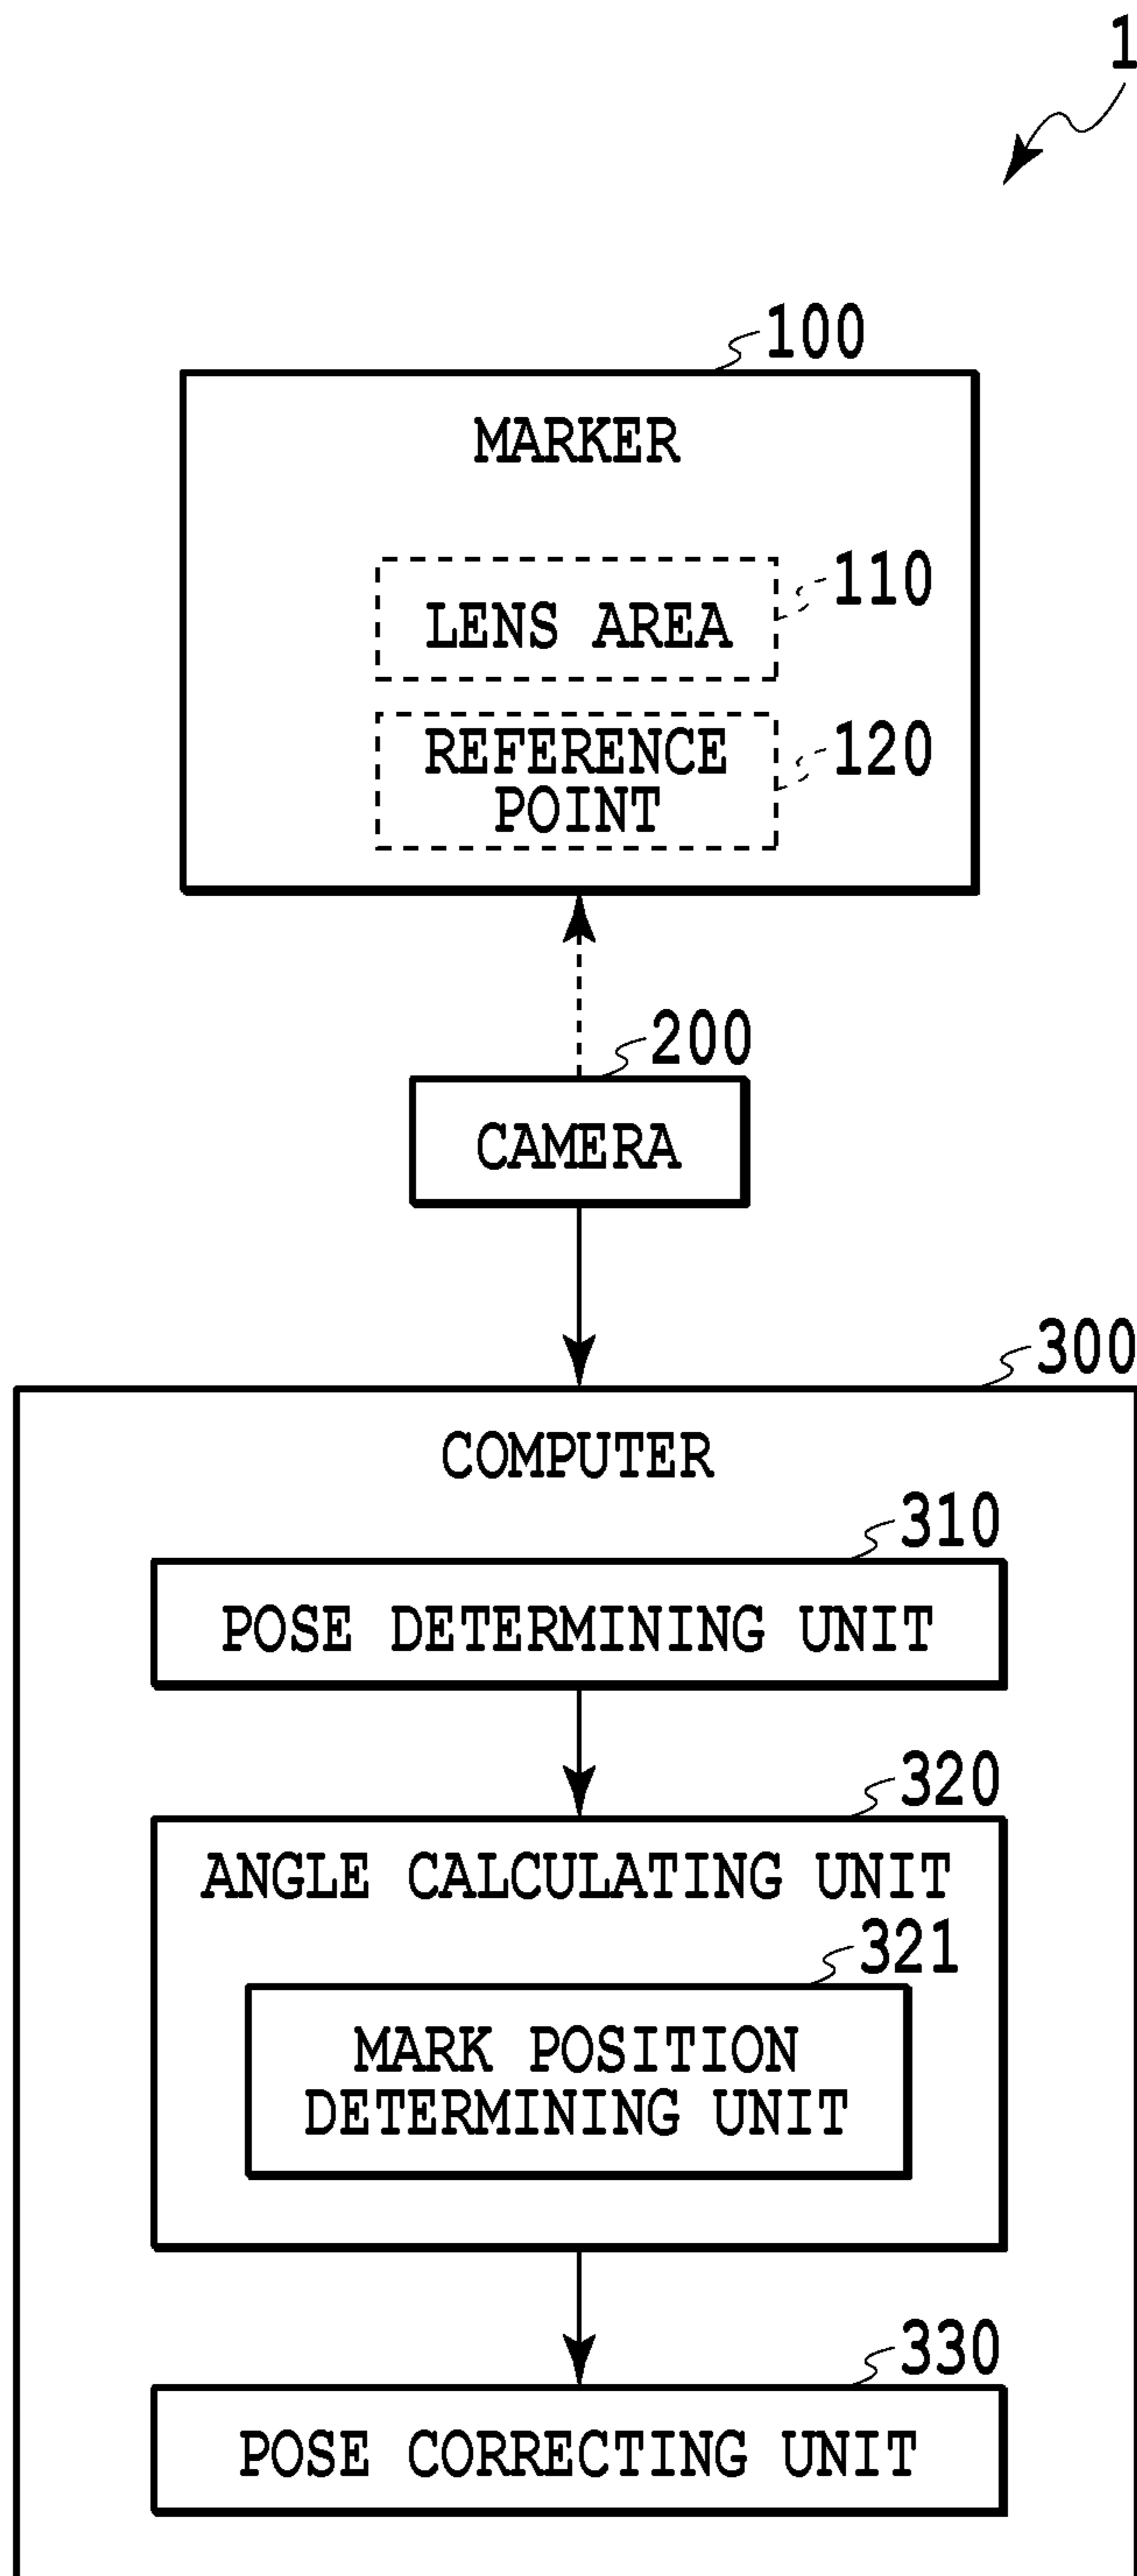 1
100
MARKER
110
LENS AREA
120
REFERENCE
POINT
200
CAMERA
300
COMPUTER
310
POSE DETERMINING UNIT
320
ANGLE CALCULATING UNIT
321
MARK POSITION
DETERMINING UNIT
330
POSE CORRECTING UNIT